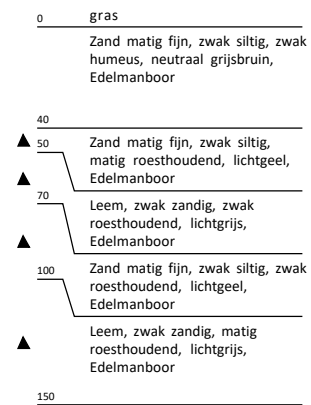 0 gras
Zand matig fijn, zwak siltig, zwak
humeus, neutraal grijsbruin,
Edelmanboor
40
50 Zand matig fijn, zwak siltig,
matig roesthoudend, lichtgeel,
Edelmanboor
70
Leem, zwak zandig, zwak
roesthoudend, lichtgrijs,
Edelmanboor
100 Zand matig fijn, zwak siltig, zwak
roesthoudend, lichtgeel,
Edelmanboor
Leem, zwak zandig, matig
roesthoudend, lichtgrijs,
Edelmanboor
150